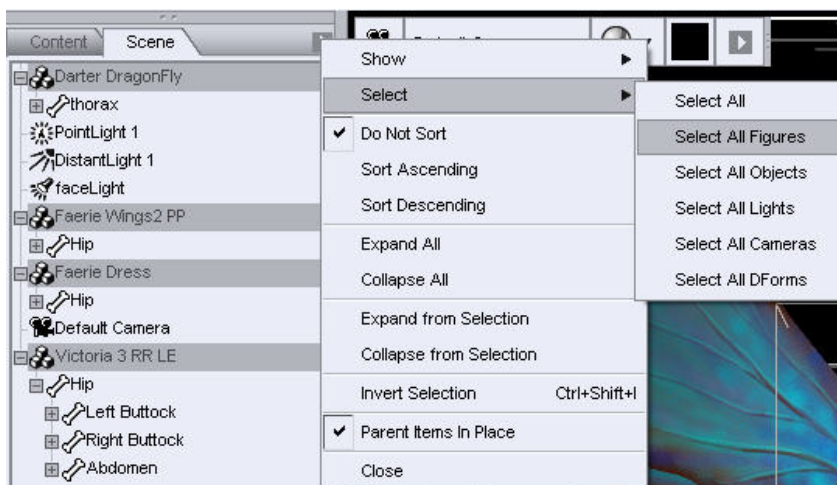 Content Scene
Darter DragonFly
thorax
PointLight 1
DistantLight 1
faceLight
Faerie Wings2 PP
Hip
Faerie Dress
Hip
Default Camera
Victoria 3 RR LE
Hip
Left Buttock
Right Buttock
Abdomen
Show
Select
Do Not Sort
Sort Ascending
Sort Descending
Expand All
Collapse All
Expand from Selection
Collapse from Selection
Invert Selection Ctrl+Shift+I
Parent Items In Place
Close
Select All
Select All Figures
Select All Objects
Select All Lights
Select All Cameras
Select All DForms